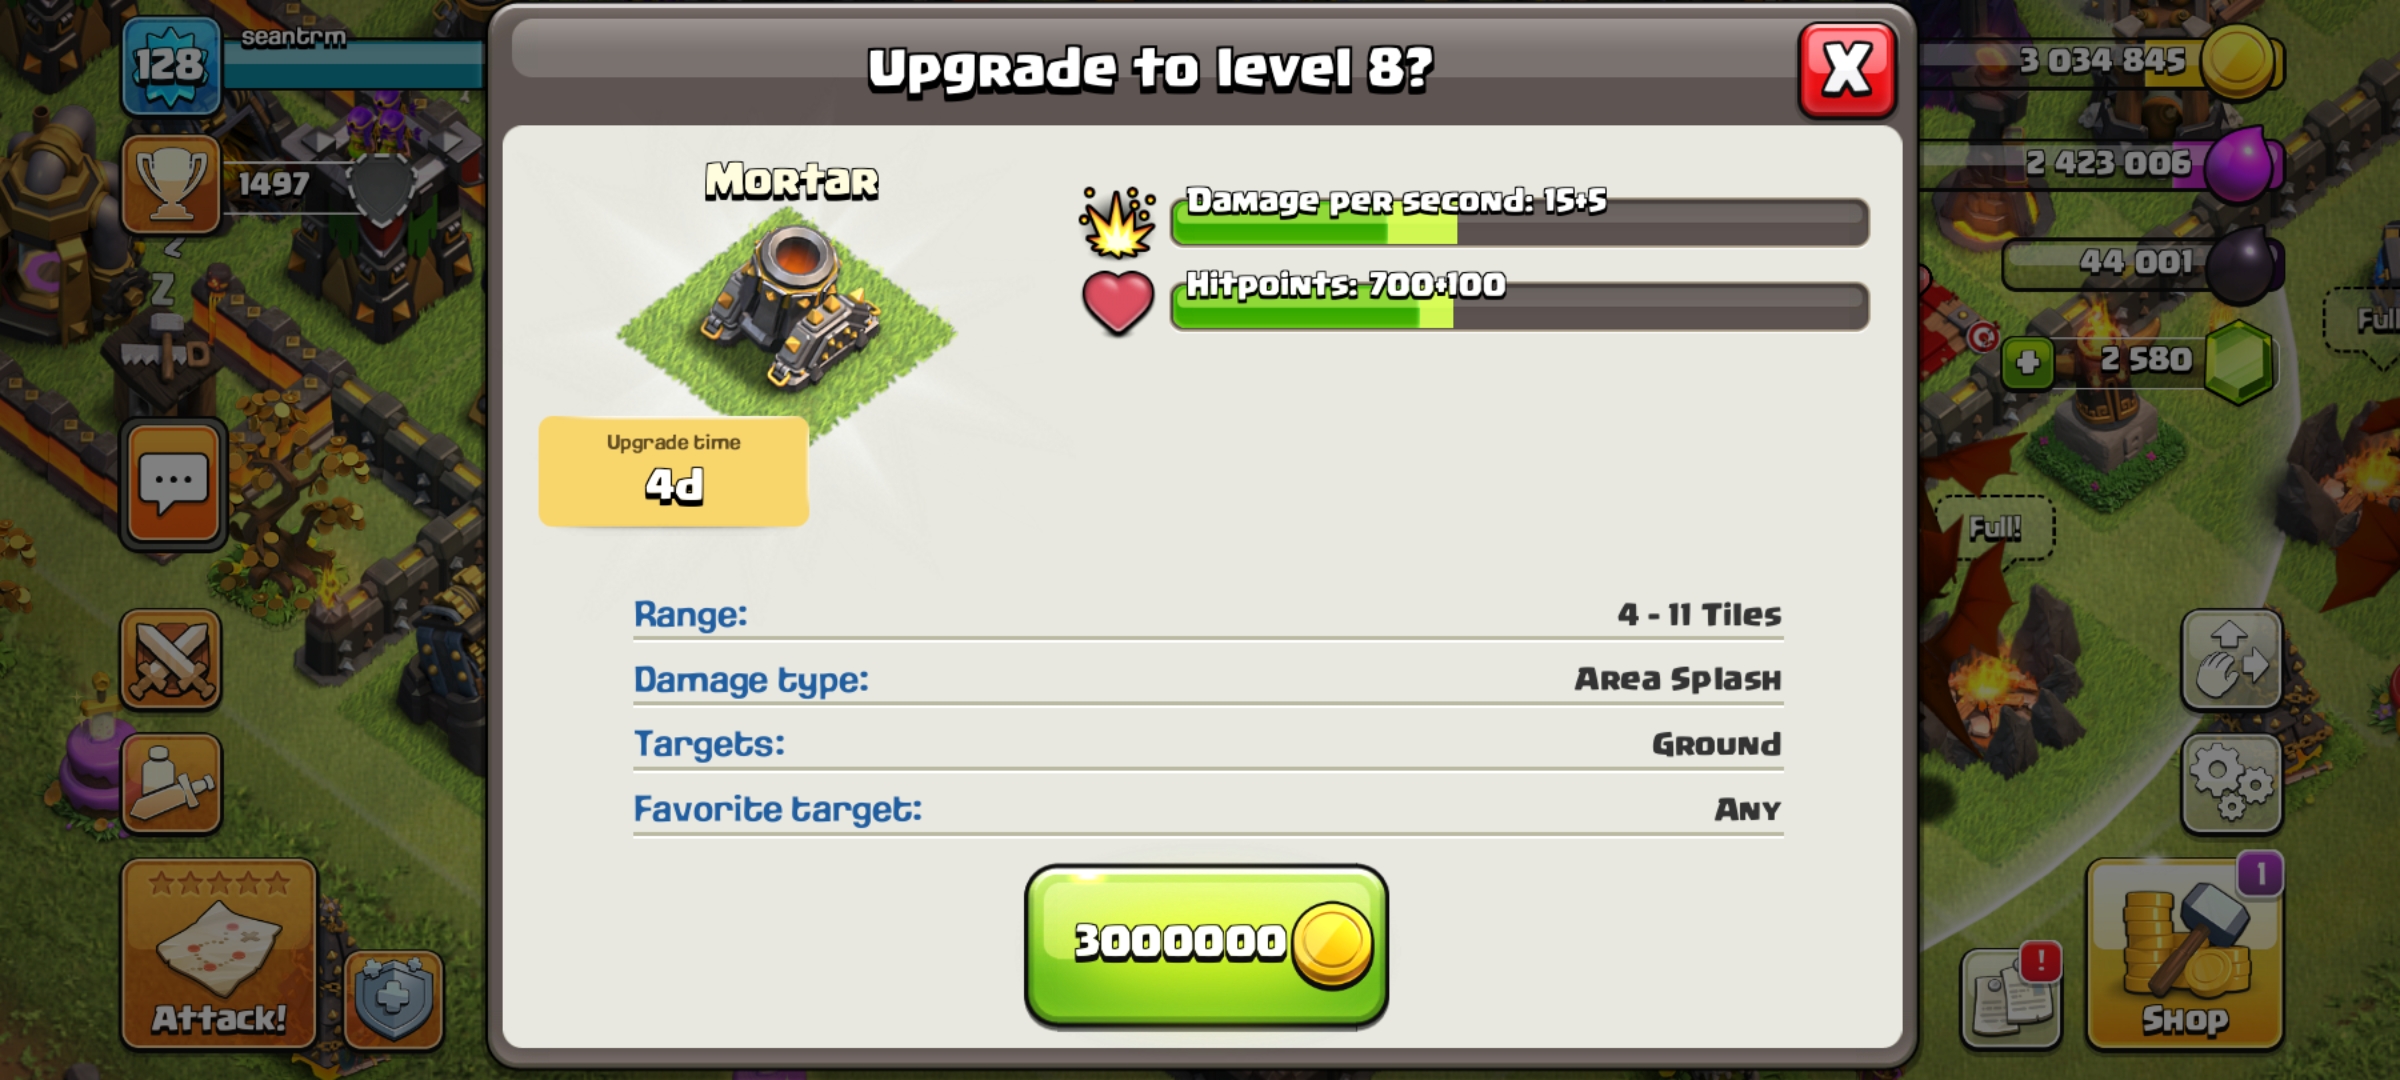 128
seantrm
1497
Z
Z
D
Attack!
Upgrade to level 8?
X
Mortar
Upgrade time
4d
Damage per second: 15+5
Hitpoints: 700+100
Range: 4 - 11 Tiles
Damage type: Area Splash
Targets: Ground
Favorite target: Any
3000000
3 034 845
2 423 006
44 001
2 580
Full
Full!
1
!
Shop